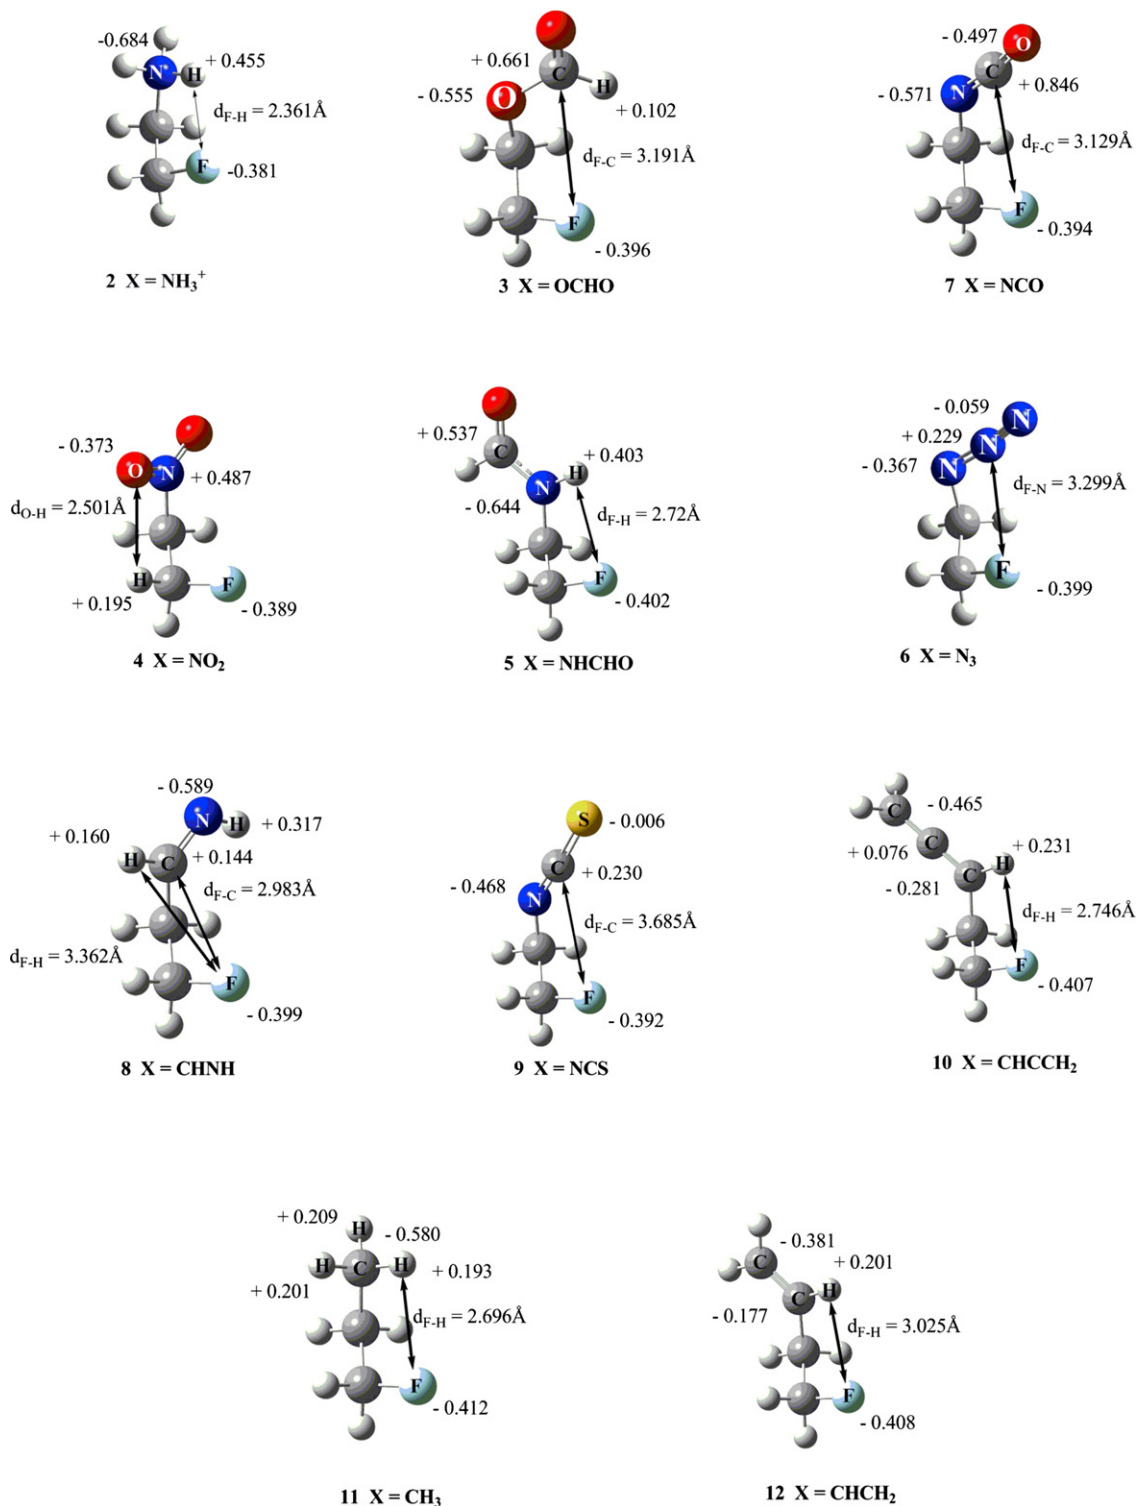 -0.684
+ 0.455
N
H
d_F-H = 2.361Å
F
-0.381
2 X = NH₃⁺
+ 0.661
C
- 0.555
O
H
+ 0.102
d_F-C = 3.191Å
F
- 0.396
3 X = OCHO
- 0.497
O
C
- 0.571
N
+ 0.846
d_F-C = 3.129Å
F
- 0.394
7 X = NCO
- 0.373
O
N
+ 0.487
d_O-H = 2.501Å
H
F
+ 0.195
- 0.389
4 X = NO₂
+ 0.537
C
+ 0.403
H
N
- 0.644
d_F-H = 2.72Å
F
- 0.402
5 X = NHCHO
- 0.059
N
+ 0.229
N
- 0.367
N
d_F-N = 3.299Å
F
- 0.399
6 X = N₃
- 0.589
N
H
+ 0.317
+ 0.160
H
C
+ 0.144
d_F-C = 2.983Å
d_F-H = 3.362Å
F
- 0.399
8 X = CHNH
S
- 0.006
C
+ 0.230
- 0.468
N
d_F-C = 3.685Å
F
- 0.392
9 X = NCS
C
- 0.465
C
+ 0.076
+ 0.231
H
- 0.281
C
d_F-H = 2.746Å
F
- 0.407
10 X = CHCCH₂
+ 0.209
H
- 0.580
H
C
H
+ 0.193
+ 0.201
d_F-H = 2.696Å
F
- 0.412
11 X = CH₃
- 0.381
C
+ 0.201
H
C
- 0.177
d_F-H = 3.025Å
F
- 0.408
12 X = CHCH₂